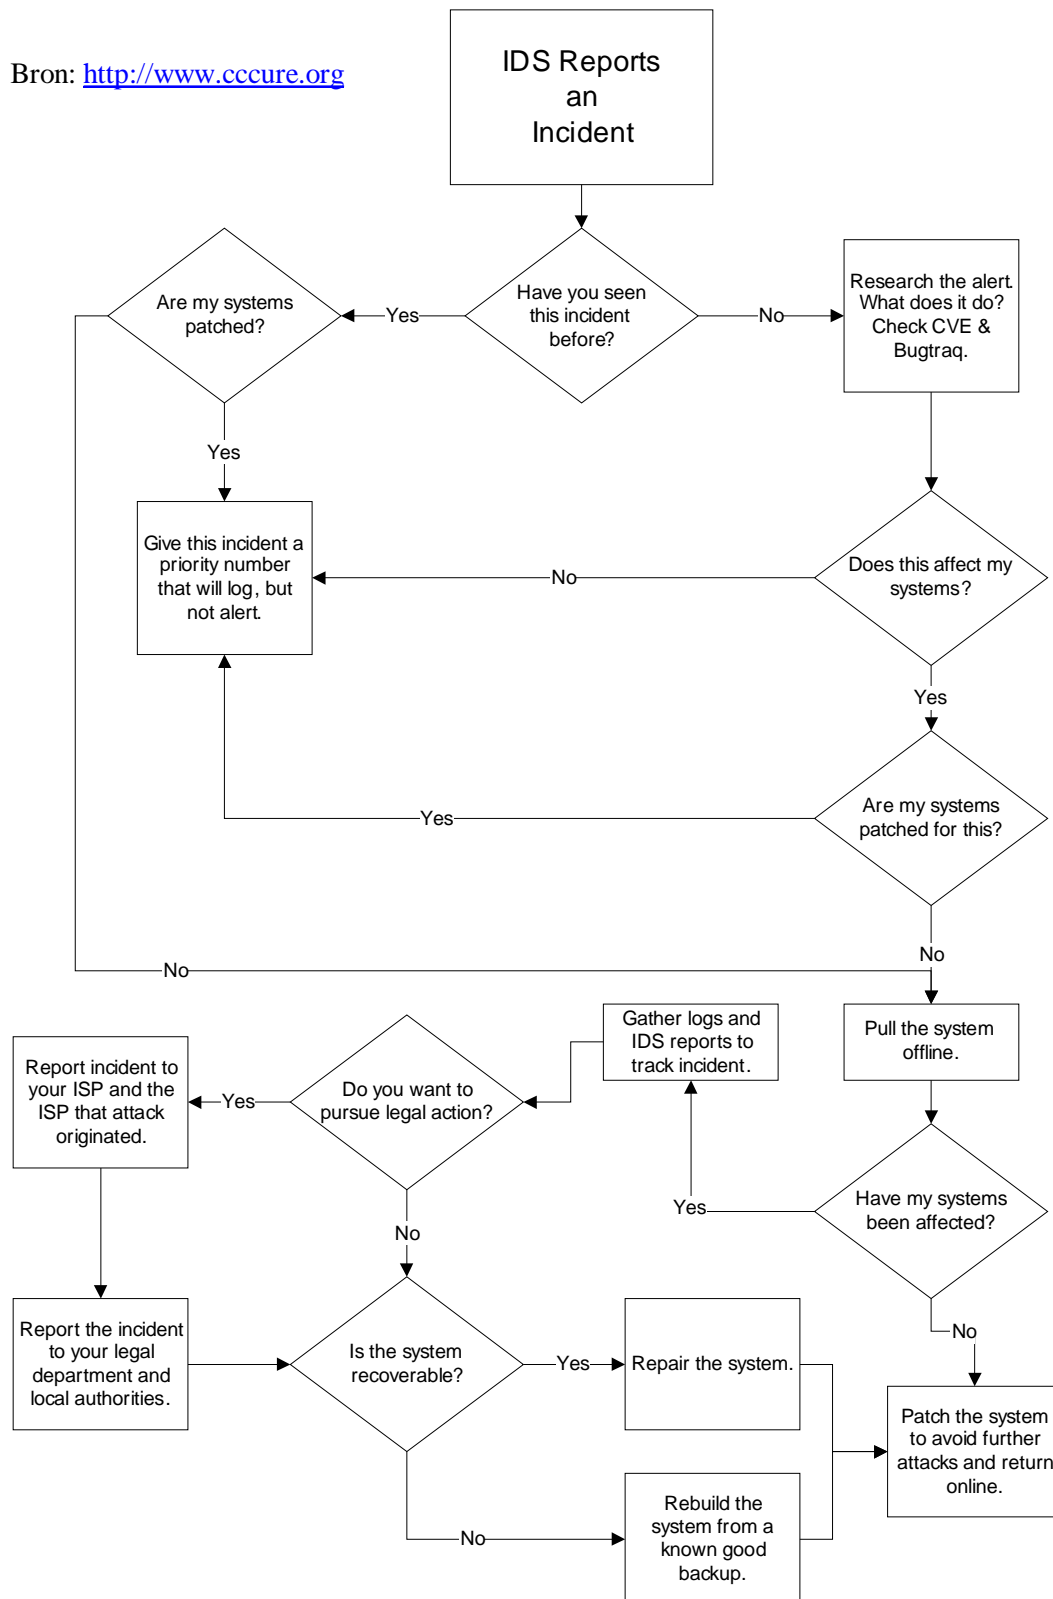 Bron: http://www.cccure.org
IDS Reports
an
Incident
Are my systems
patched?
Yes
Have you seen
this incident
before?
No
Research the alert.
What does it do?
Check CVE &
Bugtraq.
Yes
Give this incident a
priority number
that will log, but
not alert.
No
Does this affect my
systems?
Yes
Yes
Are my systems
patched for this?
No
No
Pull the system
offline.
Gather logs and
IDS reports to
track incident.
Do you want to
pursue legal action?
Yes
Report incident to
your ISP and the
ISP that attack
originated.
Yes
Have my systems
been affected?
No
No
Report the incident
to your legal
department and
local authorities.
Is the system
recoverable?
Yes
Repair the system.
Patch the system
to avoid further
attacks and return
online.
No
Rebuild the
system from a
known good
backup.